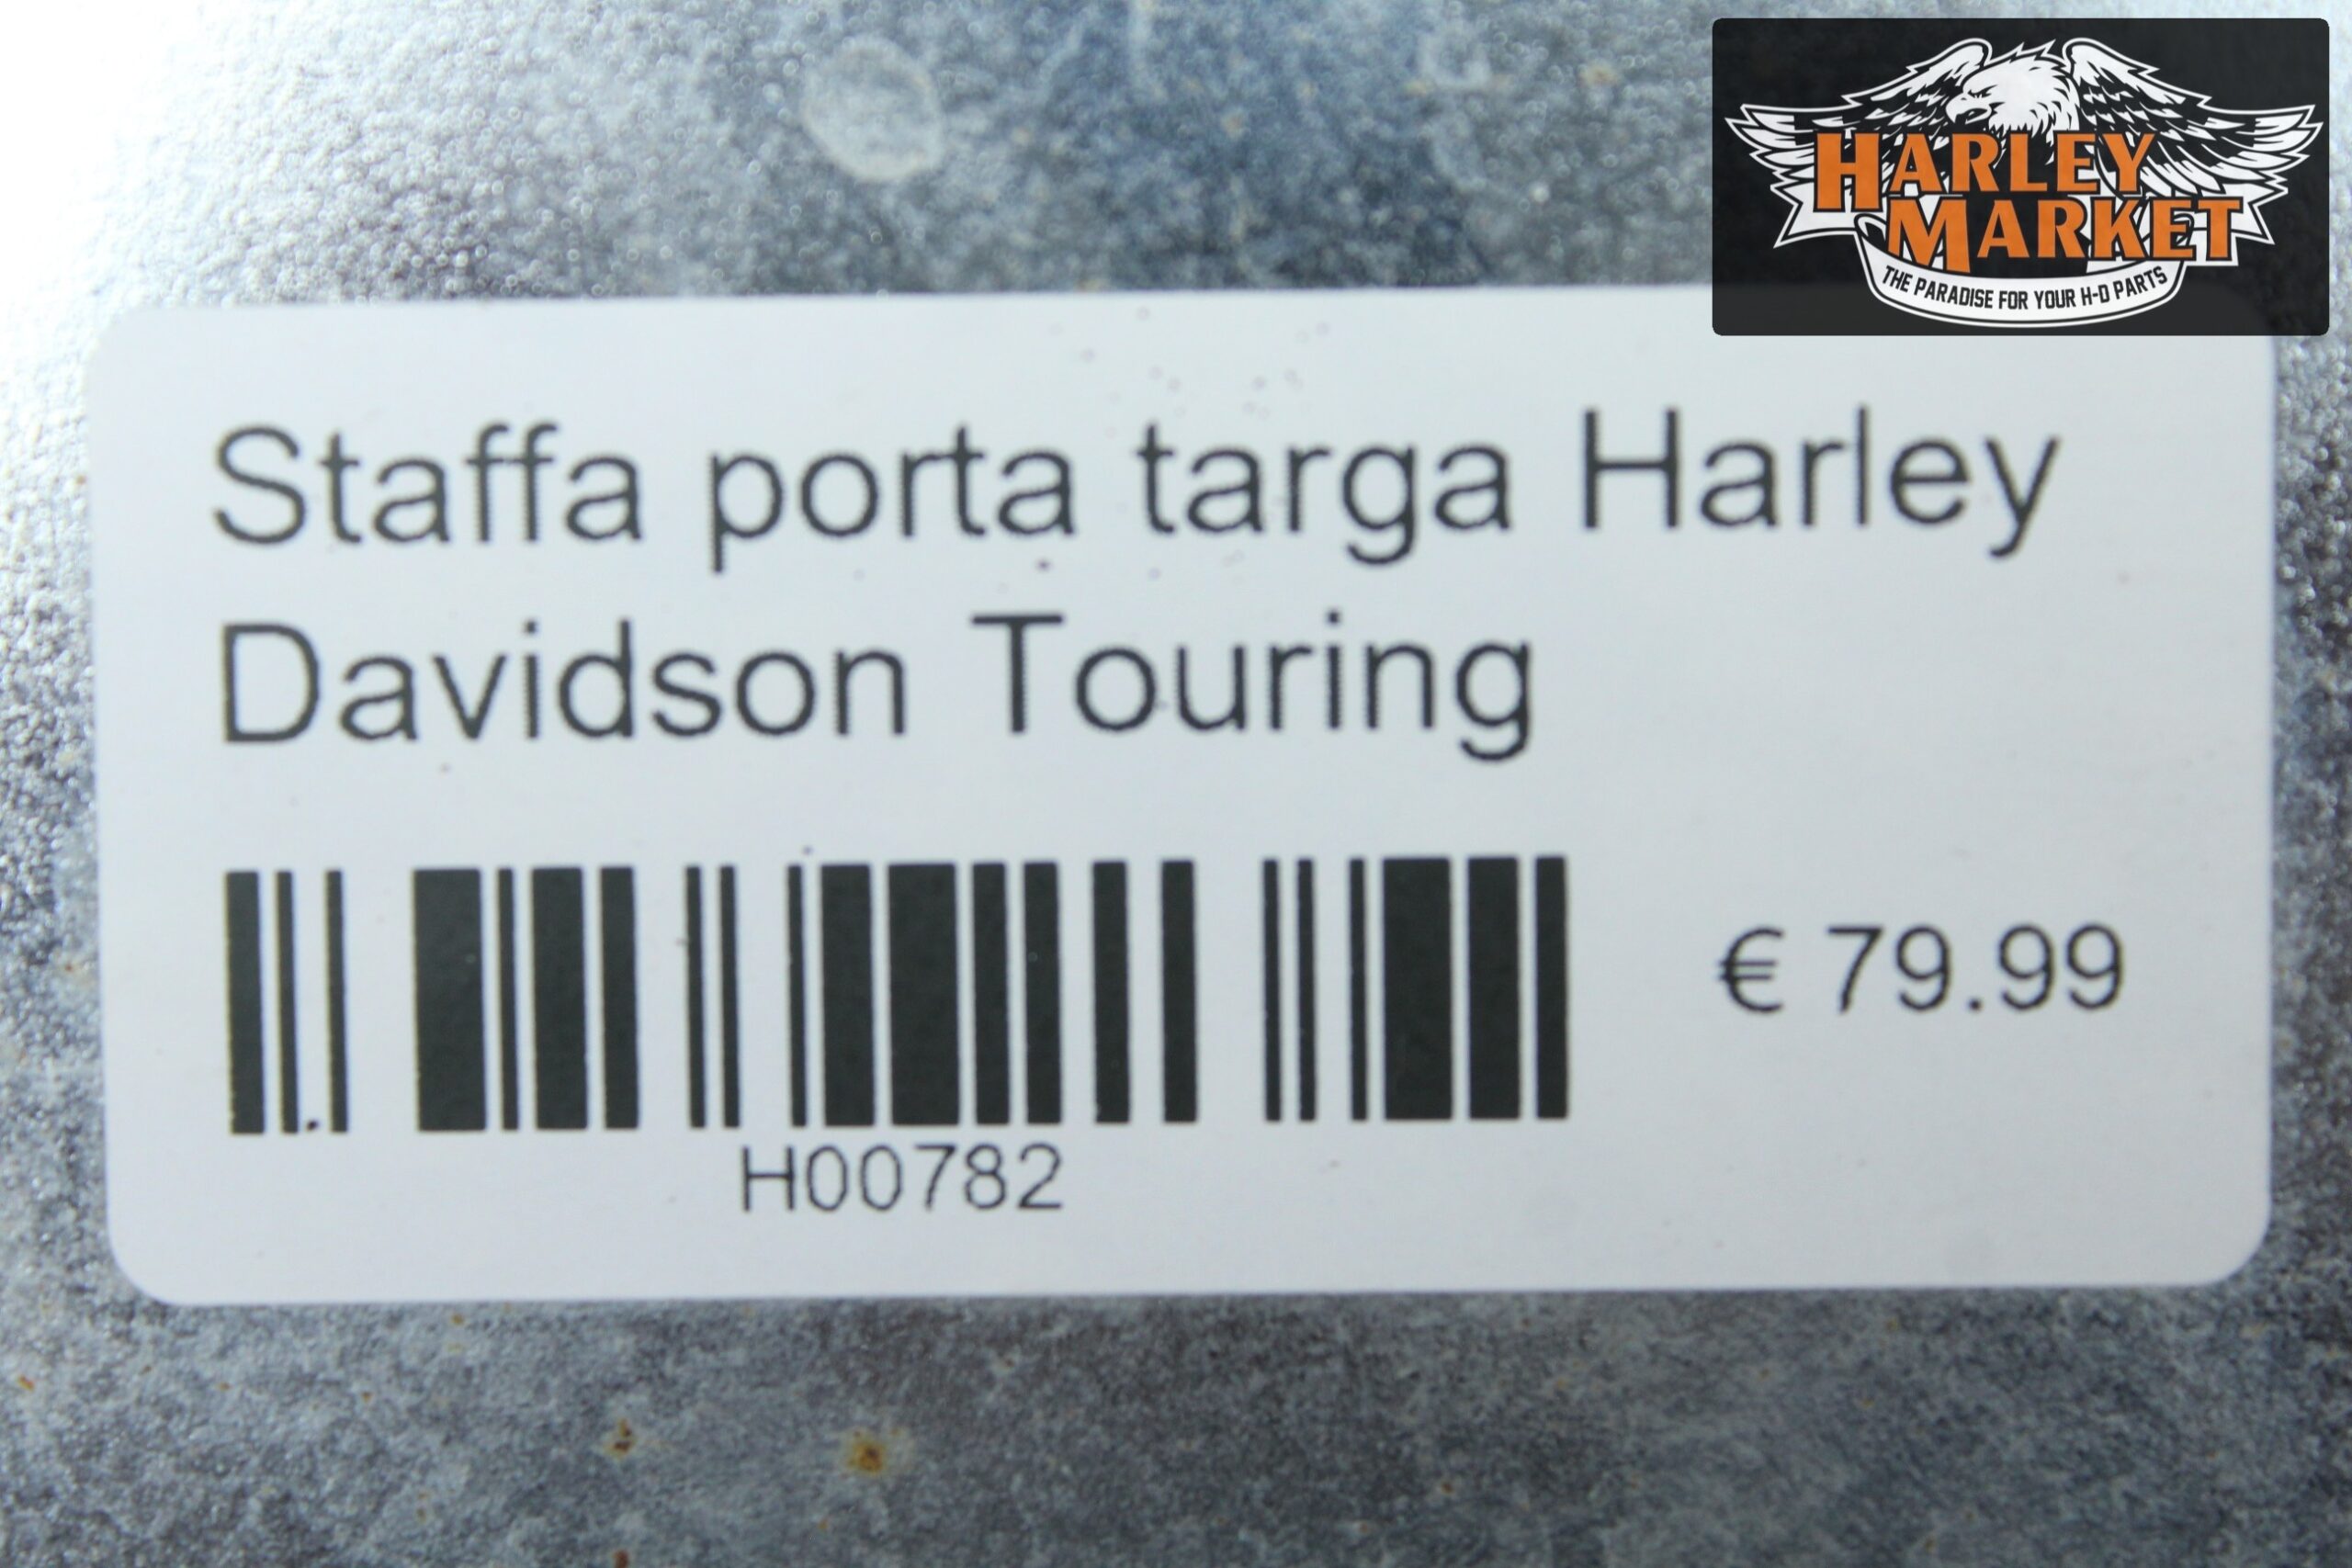 HARLEY
MARKET
THE PARADISE FOR YOUR H-D PARTS
Staffa porta targa Harley
Davidson Touring
€ 79.99
H00782